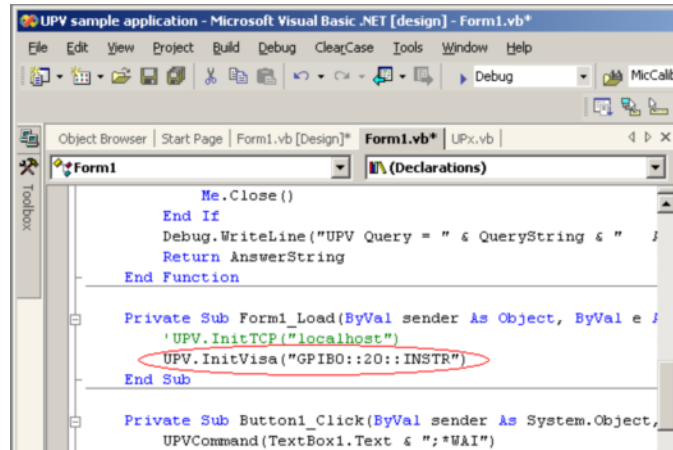 UPV sample application - Microsoft Visual Basic .NET [design] - Form1.vb*
File Edit View Project Build Debug ClearCase Tools Window Help
Debug MicCalib
Object Browser Start Page Form1.vb [Design]* Form1.vb* UPx.vb
Form1 (Declarations)
Toolbox
Me.Close()
End If
Debug.WriteLine("UPV Query = " & QueryString & "
Return AnswerString
End Function
Private Sub Form1_Load(ByVal sender As Object, ByVal e
'UPV.InitTCP("localhost")
UPV.InitVisa("GPIB0::20::INSTR")
End Sub
Private Sub Button1_Click(ByVal sender As System.Object,
UPVCommand(TextBox1.Text & ";*WAI")